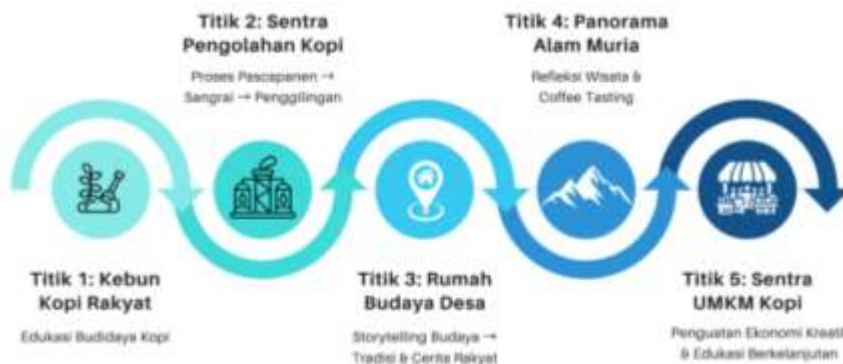 Titik 1: Kebun
Kopi Rakyat
Edukasi Budidaya Kopi
Titik 2: Sentra
Pengolahan Kopi
Proses Pascapanen →
Sangrai → Penggilingan
Titik 3: Rumah
Budaya Desa
Storytelling Budaya →
Tradisi & Cerita Rakyat
Titik 4: Panorama
Alam Muria
Refleksi Wisata &
Coffee Tasting
Titik 5: Sentra
UMKM Kopi
Penguatan Ekonomi Kreatif
& Edukasi Berkelanjutan